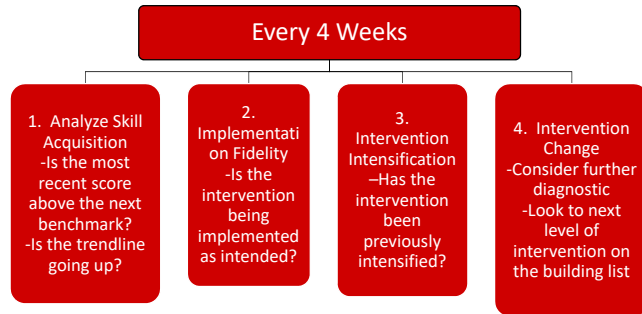 Every 4 Weeks
1. Analyze Skill
Acquisition
-Is the most
recent score
above the next
benchmark?
-Is the trendline
going up?
2.
Implementati
on Fidelity
-Is the
intervention
being
implemented
as intended?
3.
Intervention
Intensification
–Has the
intervention
been
previously
intensified?
4. Intervention
Change
-Consider further
diagnostic
-Look to next
level of
intervention on
the building list